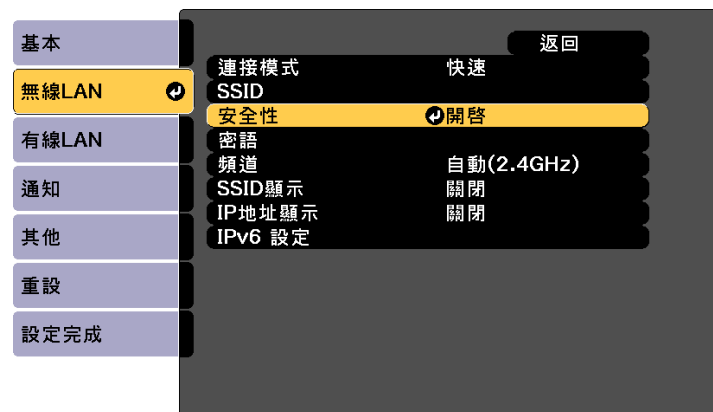 基本
無線LAN
有線LAN
通知
其他
重設
設定完成
返回
連接模式 快速
SSID
安全性 開啓
密語
頻道 自動(2.4GHz)
SSID顯示 關閉
IP地址顯示 關閉
IPv6 設定